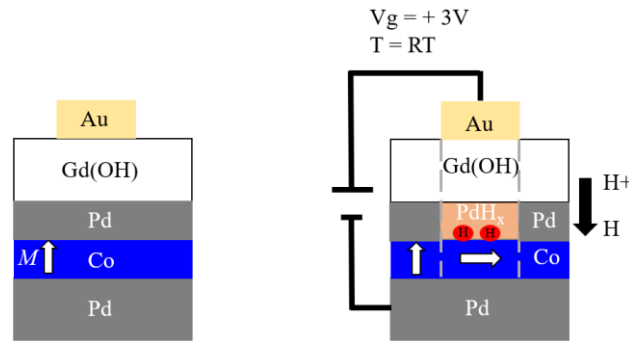 Au
Gd(OH)
Pd
M
Co
Pd
Vg = + 3V
T = RT
Au
Gd(OH)
PdHx
Pd
H H
Co
Pd
H+
H